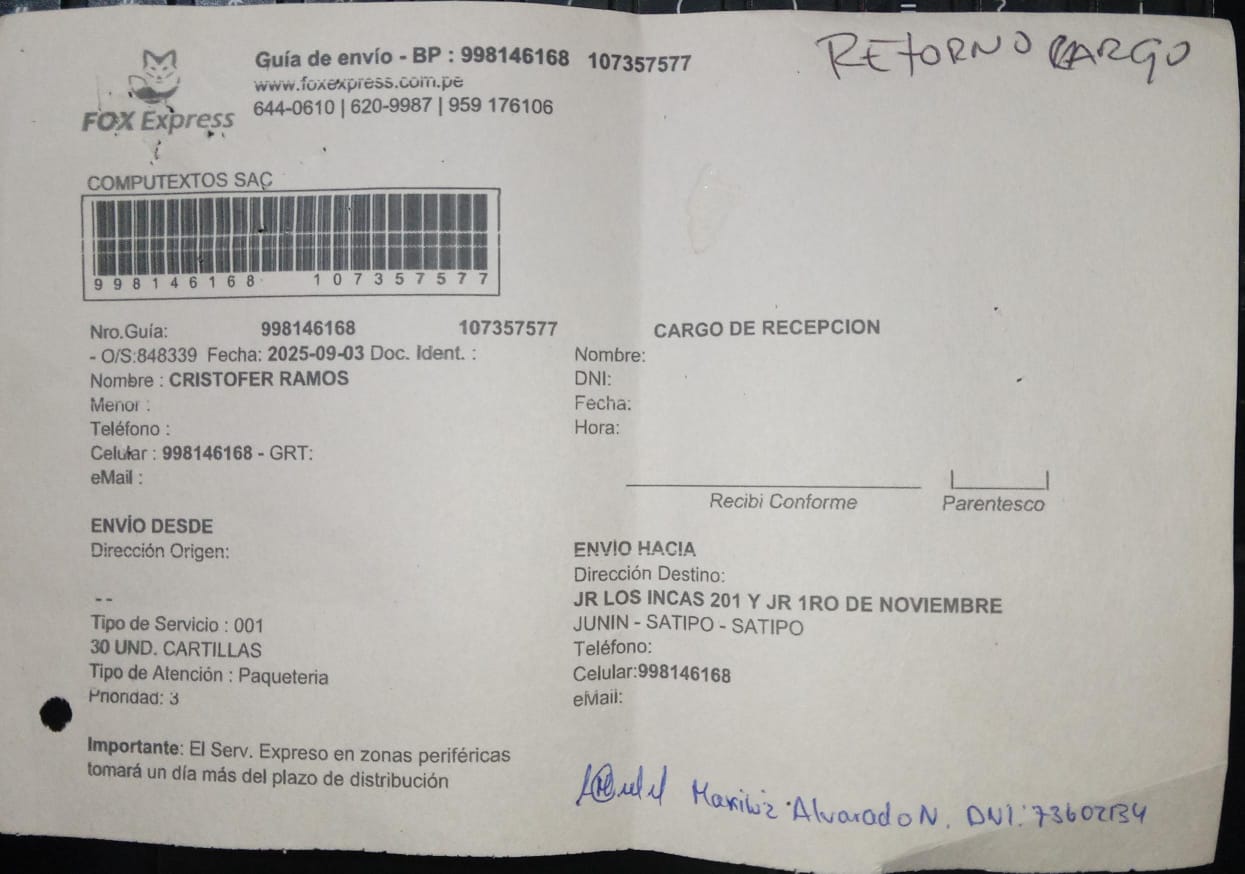 Guía de envío - BP : 998146168 107357577
RETORNO CARGO
www.foxexpress.com.pe
644-0610 | 620-9987 | 959 176106
FOX Express
COMPUTEXTOS SAC
998146168 107357577
Nro.Guía: 998146168 107357577
- O/S:848339 Fecha: 2025-09-03 Doc. Ident. :
Nombre : CRISTOFER RAMOS
Menor :
Teléfono :
Celular : 998146168 - GRT:
eMail :
CARGO DE RECEPCION
Nombre:
DNI:
Fecha:
Hora:
Recibi Conforme
Parentesco
ENVÍO DESDE
Dirección Origen:
--
Tipo de Servicio : 001
30 UND. CARTILLAS
Tipo de Atención : Paqueteria
Prioridad: 3
ENVÍO HACIA
Dirección Destino:
JR LOS INCAS 201 Y JR 1RO DE NOVIEMBRE
JUNIN - SATIPO - SATIPO
Teléfono:
Celular:998146168
eMail:
Importante: El Serv. Expreso en zonas periféricas
tomará un día más del plazo de distribución
Alvarado N. DNI: 73602134